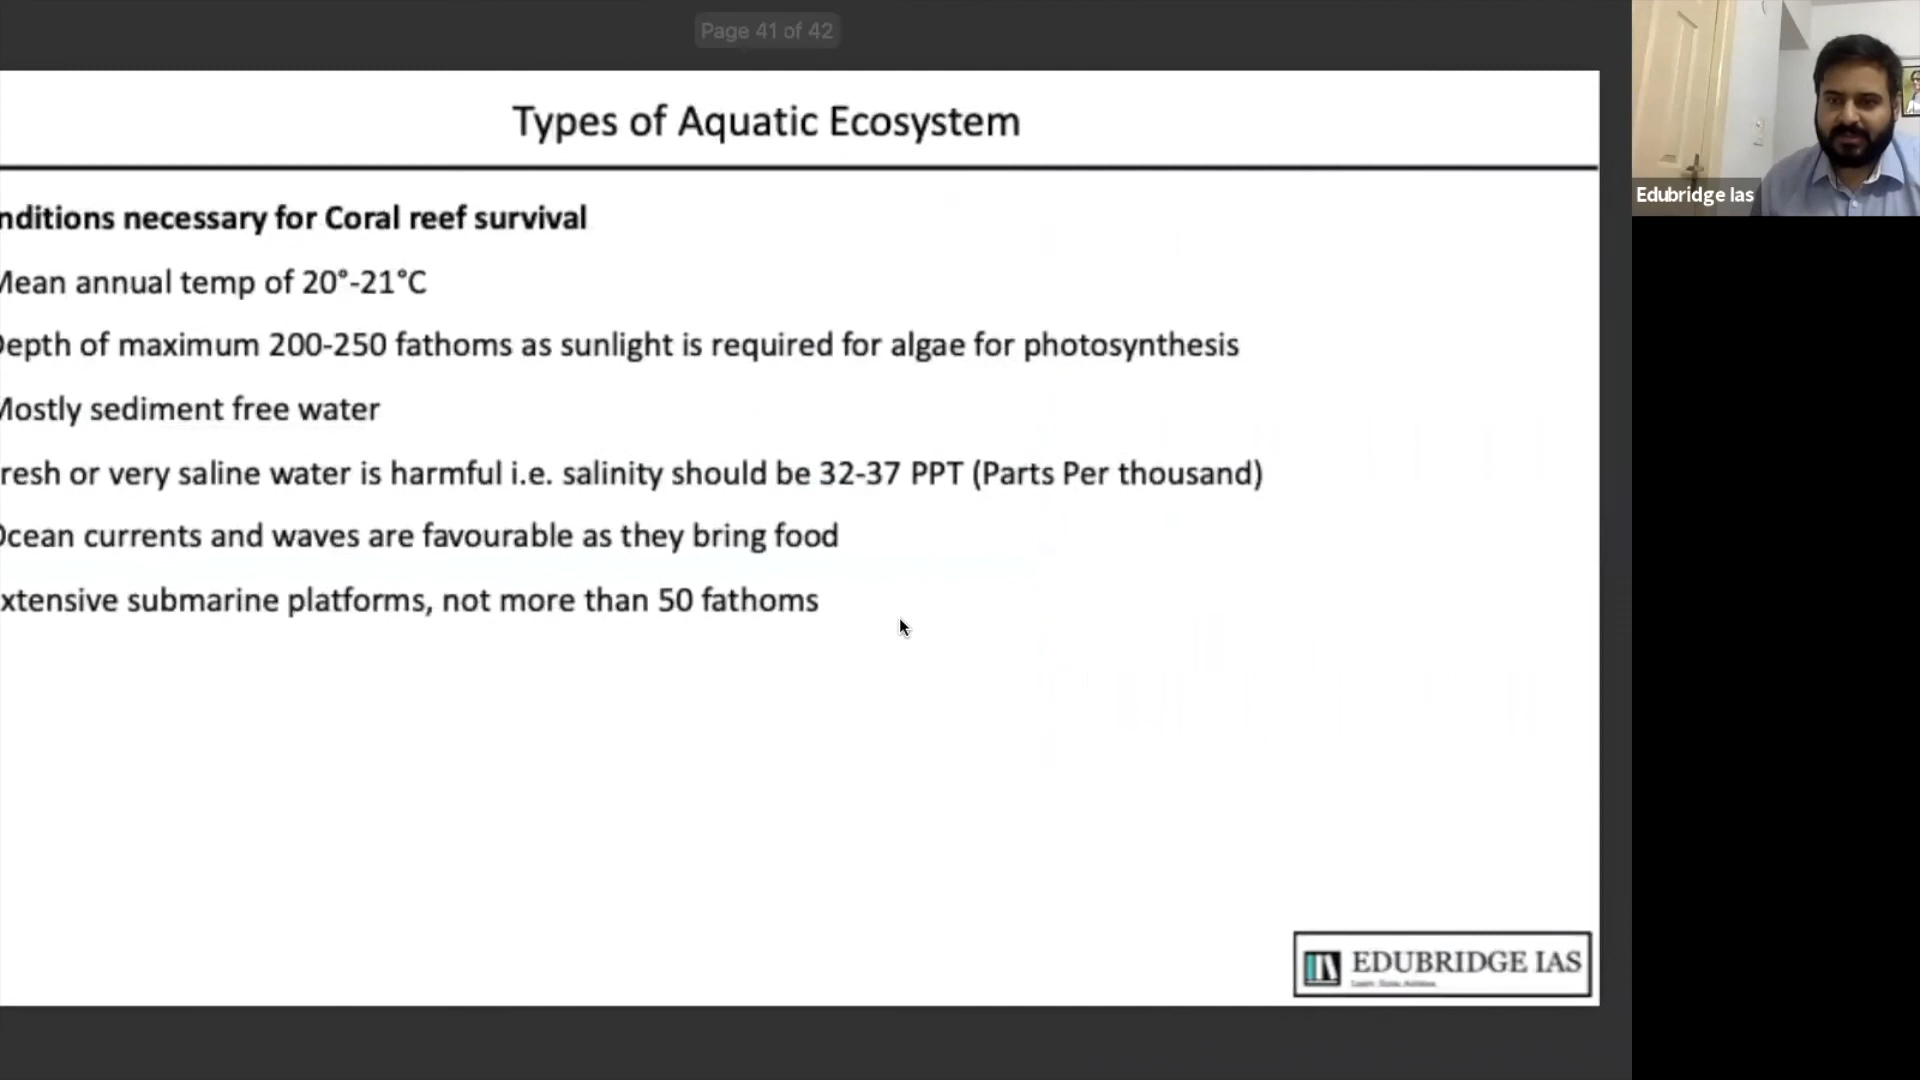 Page 41 of 42
Types of Aquatic Ecosystem
Edubridge Ias
nditions necessary for Coral reef survival
Mean annual temp of 20°-21°C
Depth of maximum 200-250 fathoms as sunlight is required for algae for photosynthesis
Mostly sediment free water
resh or very saline water is harmful i.e. salinity should be 32-37 PPT (Parts Per thousand)
Ocean currents and waves are favourable as they bring food
xtensive submarine platforms, not more than 50 fathoms
EDUBRIDGE IAS